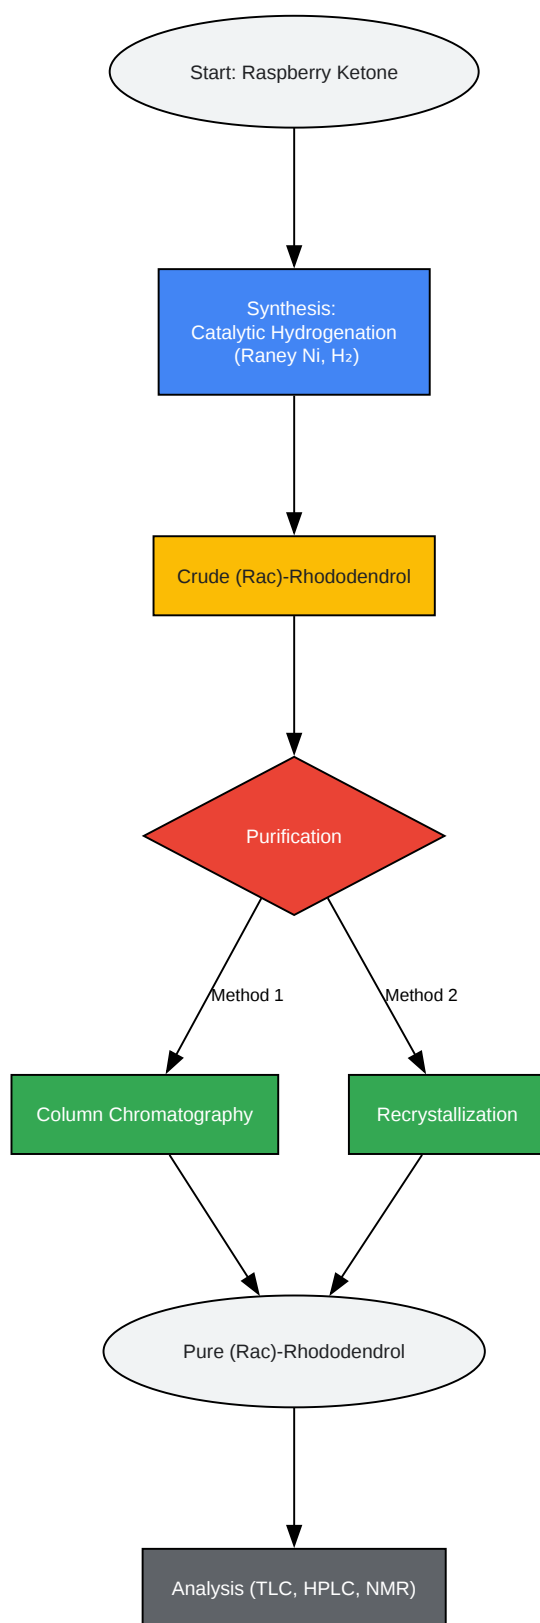 Start: Raspberry Ketone
Synthesis:
Catalytic Hydrogenation
(Raney Ni, H₂)
Crude (Rac)-Rhododendrol
Purification
Method 1
Method 2
Column Chromatography
Recrystallization
Pure (Rac)-Rhododendrol
Analysis (TLC, HPLC, NMR)